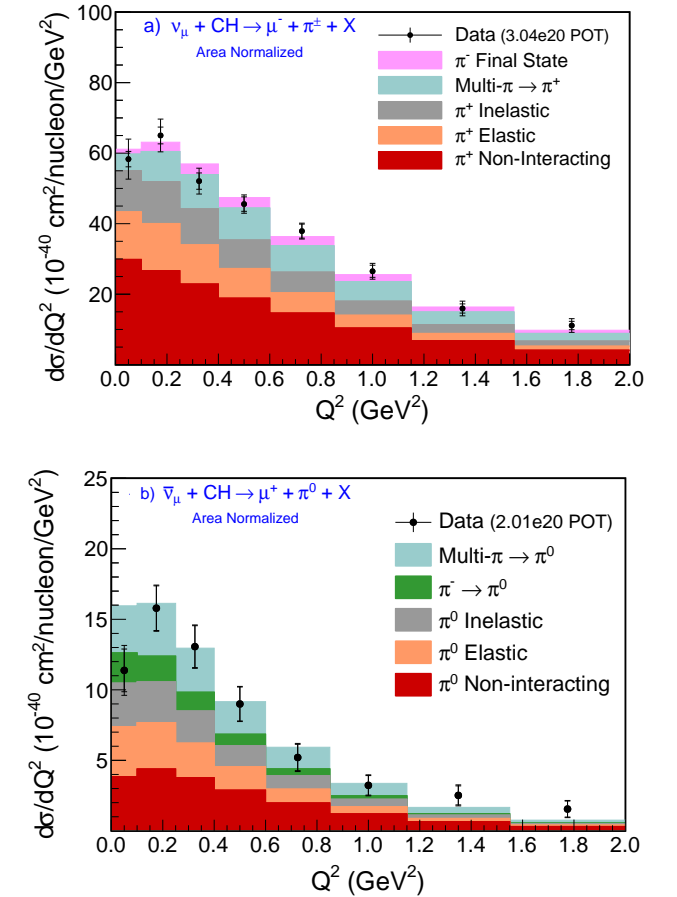 a) νμ + CH → μ- + π± + X
Area Normalized
Data (3.04e20 POT)
π- Final State
Multi-π → π+
π+ Inelastic
π+ Elastic
π+ Non-Interacting
dσ/dQ² (10⁻⁴⁰ cm²/nucleon/GeV²)
100
80
60
40
20
0.0 0.2 0.4 0.6 0.8 1.0 1.2 1.4 1.6 1.8 2.0
Q² (GeV²)
b) ν̄μ + CH → μ+ + π⁰ + X
Area Normalized
Data (2.01e20 POT)
Multi-π → π⁰
π- → π⁰
π⁰ Inelastic
π⁰ Elastic
π⁰ Non-interacting
dσ/dQ² (10⁻⁴⁰ cm²/nucleon/GeV²)
25
20
15
10
5
0.0 0.2 0.4 0.6 0.8 1.0 1.2 1.4 1.6 1.8 2.0
Q² (GeV²)